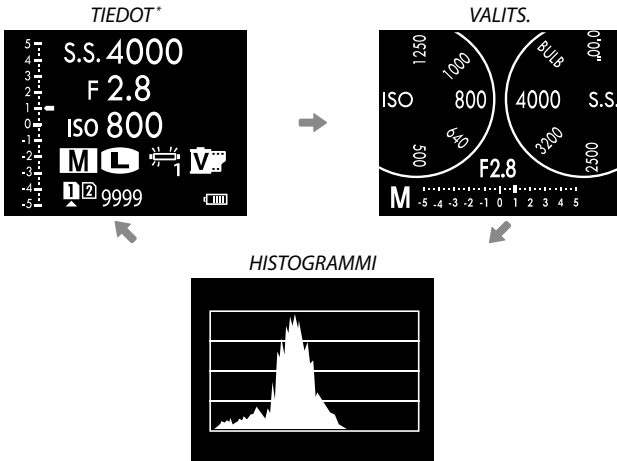 TIEDOT*
5
4
3
2
1
0
-1
-2
-3
-4
-5
S.S. 4000
F 2.8
ISO 800
M L 1 V
1 2 9999
VALITS.
1250 1000 BULB 60'00"
ISO 800 4000 S.S.
500 640 3200 2500
F2.8
M -5 -4 -3 -2 -1 0 1 2 3 4 5
HISTOGRAMMI